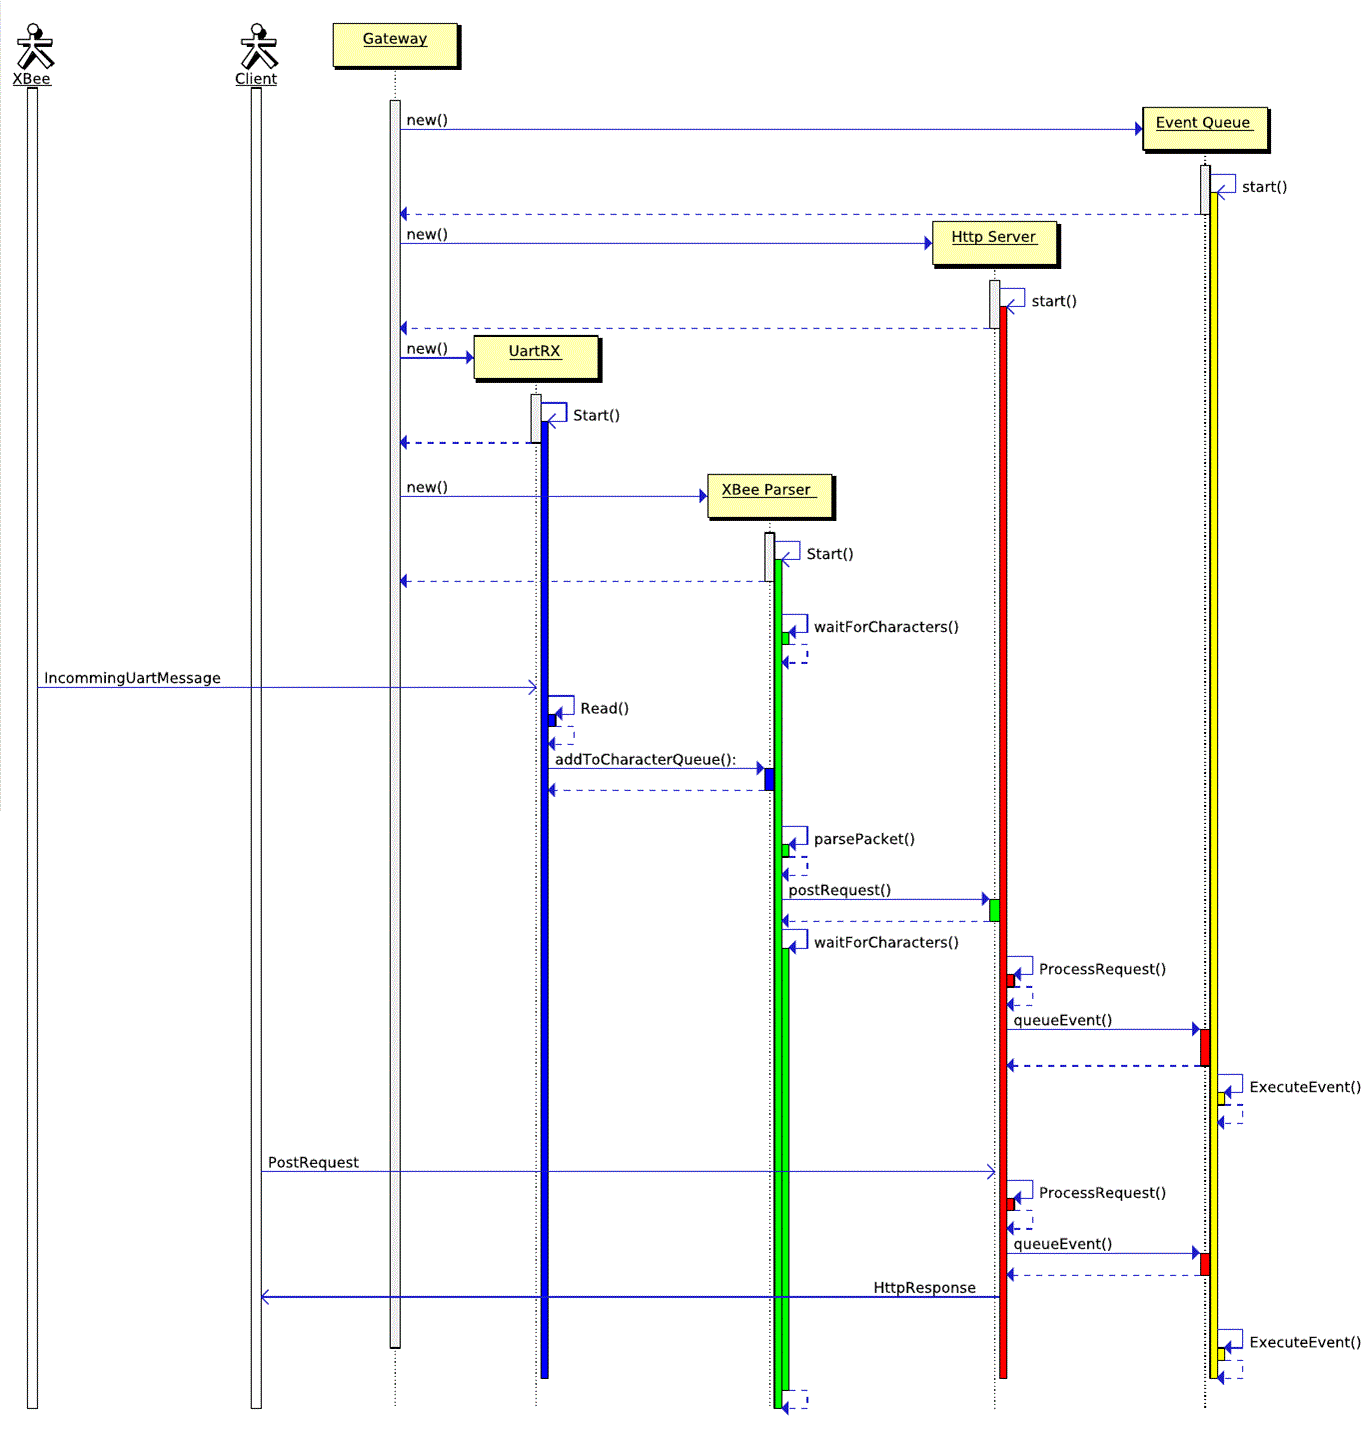 Gateway
XBee
Client
new()
Event Queue
start()
new()
Http Server
start()
new()
UartRX
Start()
new()
XBee Parser
Start()
waitForCharacters()
IncommingUartMessage
Read()
addToCharacterQueue():
parsePacket()
postRequest()
waitForCharacters()
ProcessRequest()
queueEvent()
ExecuteEvent()
PostRequest
ProcessRequest()
queueEvent()
HttpResponse
ExecuteEvent()